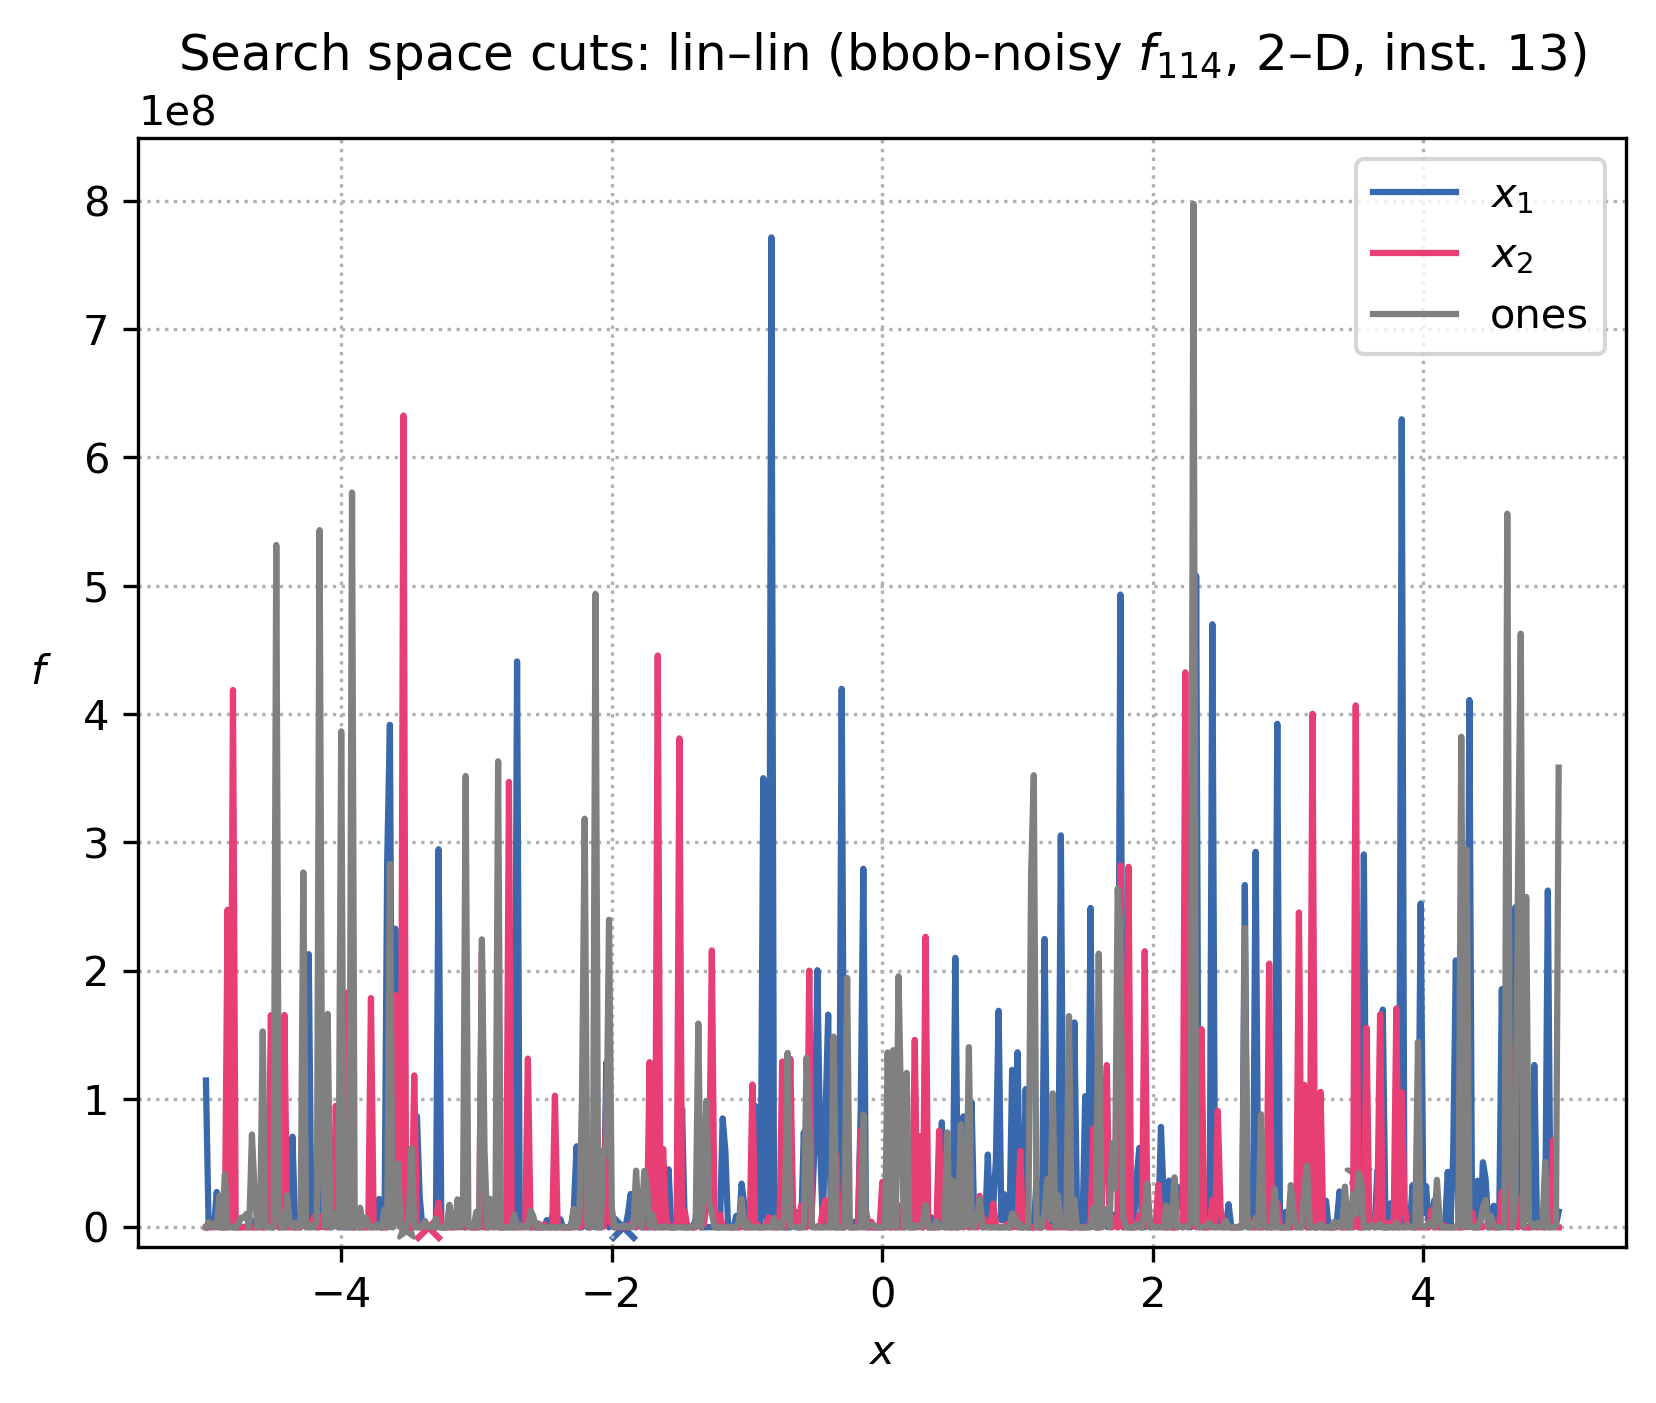 Search space cuts: lin–lin (bbob-noisy f₁₁₄, 2–D, inst. 13)
1e8
x₁
x₂
ones
8
7
6
5
4
3
2
1
0
f
−4
−2
0
2
4
x